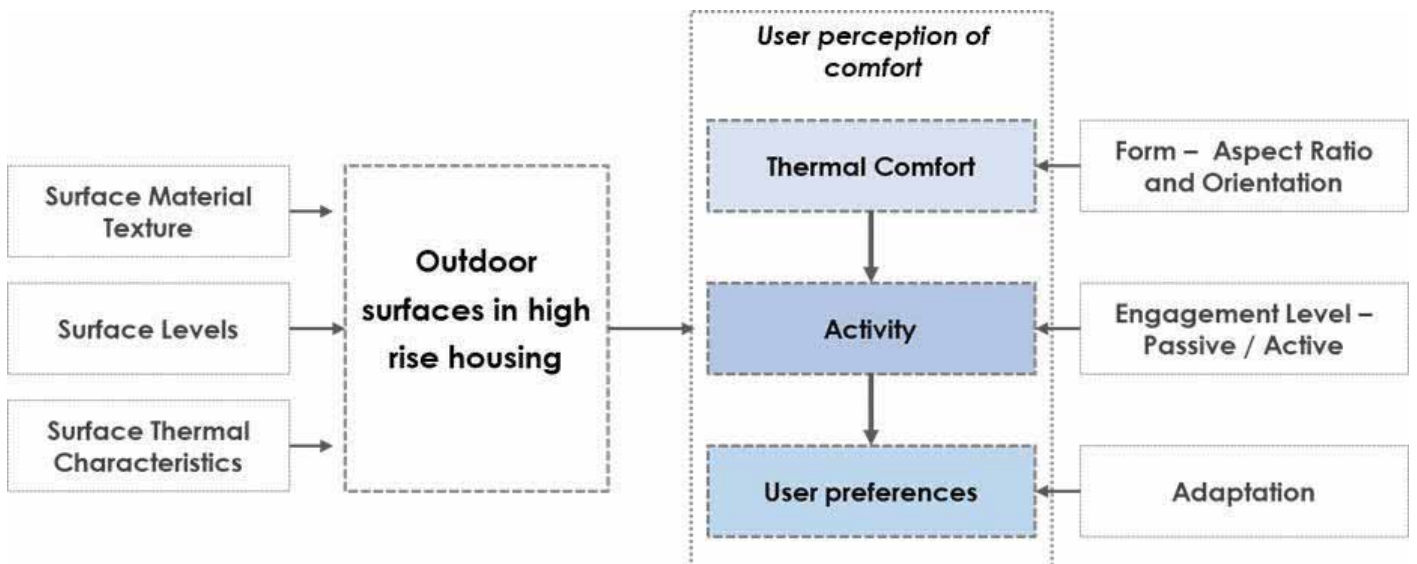 Surface Material
Texture
Surface Levels
Surface Thermal
Characteristics
Outdoor
surfaces in high
rise housing
User perception of
comfort
Thermal Comfort
Activity
User preferences
Form – Aspect Ratio
and Orientation
Engagement Level –
Passive / Active
Adaptation